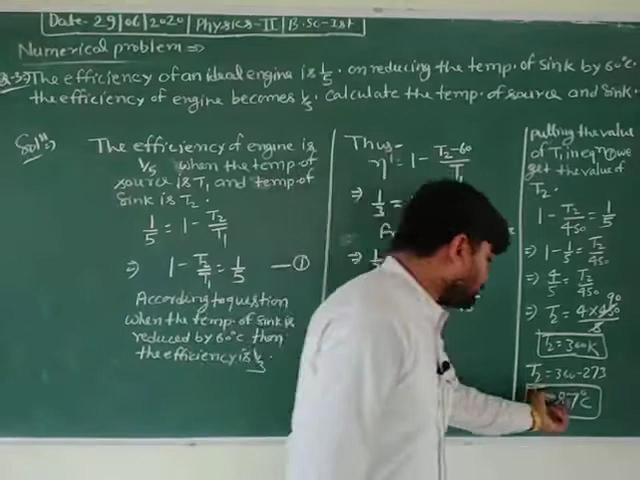 Date- 29/06/2020 | Physics-II | B.Sc-Ist
Numerical problem ⇒
The efficiency of an ideal engine is 1/5. on reducing the temp. of sink by 60°c.
the efficiency of engine becomes 1/3. calculate the temp. of source and sink.
Solⁿ⇒
The efficiency of engine is
1/5 when the temp. of
source is T₁ and temp. of
sink is T₂.
1/5 = 1 - T₂/T₁
⇒ 1 - T₂/T₁ = 1/5 —①
According to question
when the temp. of sink is
reduced by 60°c then
the efficiency is 1/3
Thus-
η' = 1 - T₂-60/T₁
⇒ 1/3 =
⇒
putting the value
of T₁ in eqⁿ ① we
get the value of
T₂.
1 - T₂/450 = 1/5
⇒ 1 - 1/5 = T₂/450
⇒ 4/5 = T₂/450
⇒ T₂ = 4×450/5 90
T₂ = 360K
T₂ = 360-273
87°C